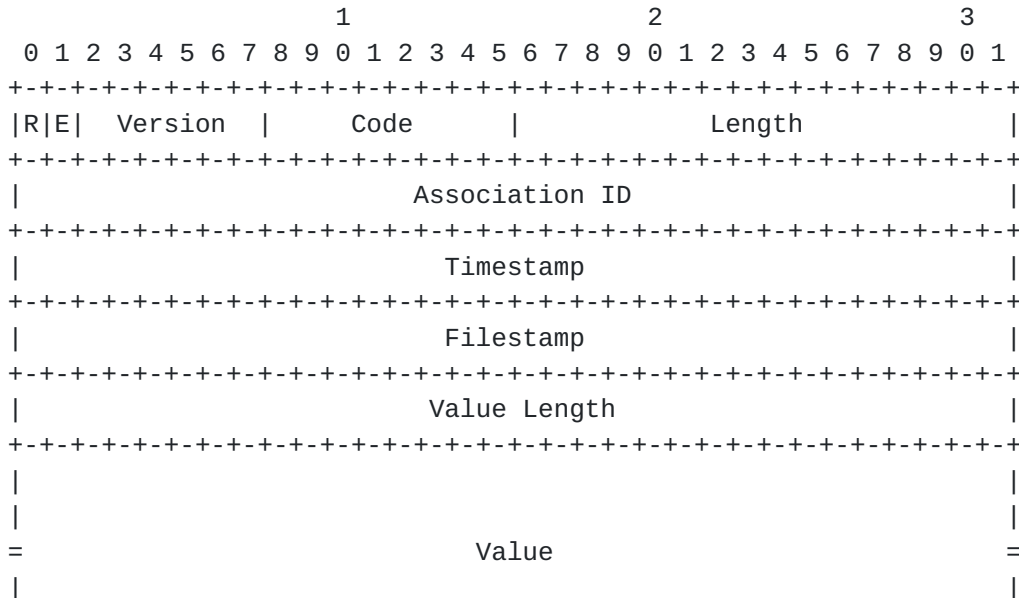 1                   2                   3
 0 1 2 3 4 5 6 7 8 9 0 1 2 3 4 5 6 7 8 9 0 1 2 3 4 5 6 7 8 9 0 1
+-+-+-+-+-+-+-+-+-+-+-+-+-+-+-+-+-+-+-+-+-+-+-+-+-+-+-+-+-+-+-+-+
|R|E|  Version  |     Code      |            Length             |
+-+-+-+-+-+-+-+-+-+-+-+-+-+-+-+-+-+-+-+-+-+-+-+-+-+-+-+-+-+-+-+-+
|                         Association ID                        |
+-+-+-+-+-+-+-+-+-+-+-+-+-+-+-+-+-+-+-+-+-+-+-+-+-+-+-+-+-+-+-+-+
|                           Timestamp                           |
+-+-+-+-+-+-+-+-+-+-+-+-+-+-+-+-+-+-+-+-+-+-+-+-+-+-+-+-+-+-+-+-+
|                           Filestamp                           |
+-+-+-+-+-+-+-+-+-+-+-+-+-+-+-+-+-+-+-+-+-+-+-+-+-+-+-+-+-+-+-+-+
|                          Value Length                         |
+-+-+-+-+-+-+-+-+-+-+-+-+-+-+-+-+-+-+-+-+-+-+-+-+-+-+-+-+-+-+-+-+
|                                                               |
|                                                               |
=                             Value                             =
|                                                               |